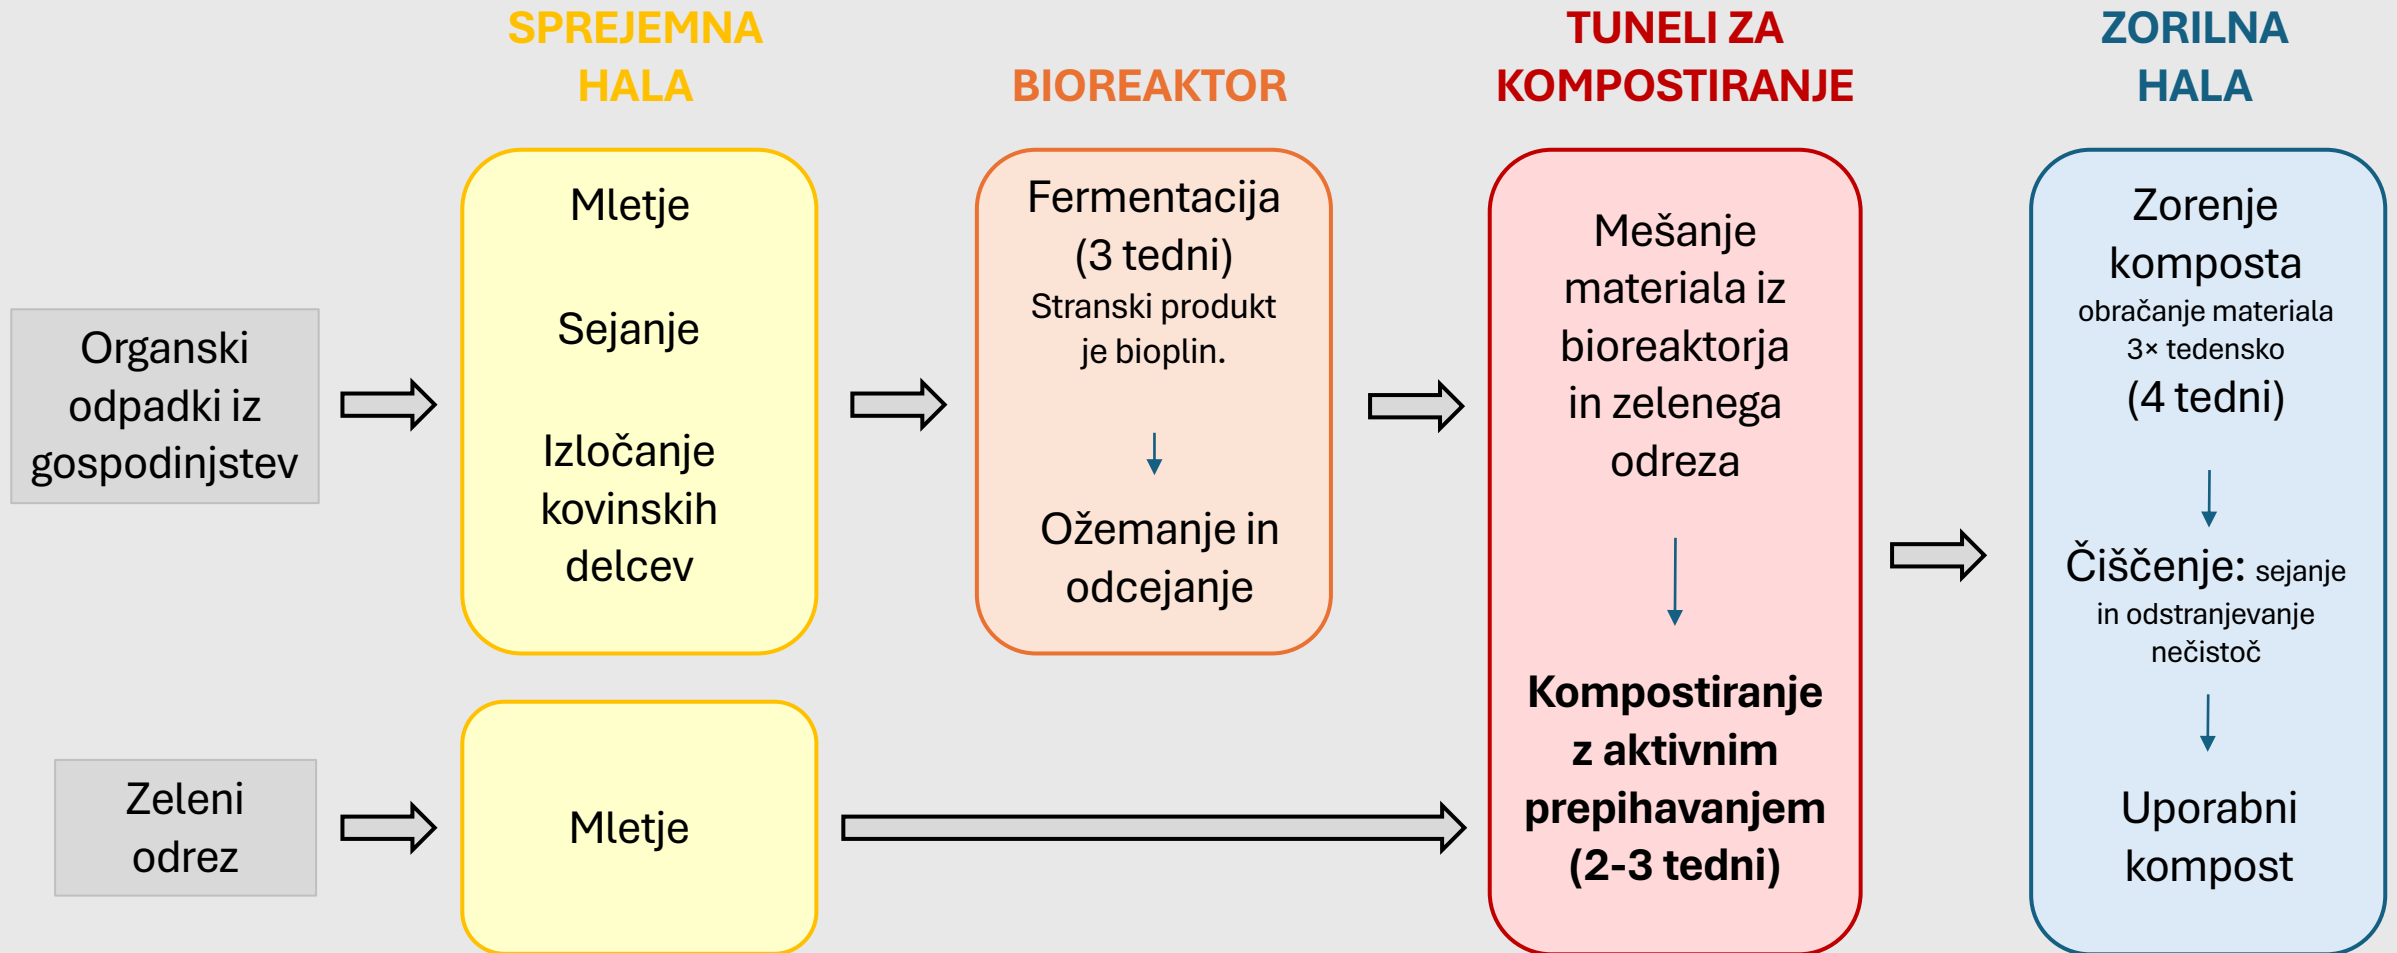 SPREJEMNA
HALA
BIOREAKTOR
TUNELI ZA
KOMPOSTIRANJE
ZORILNA
HALA
Organski
odpadki iz
gospodinjstev
Mletje
Sejanje
Izločanje
kovinskih
delcev
Fermentacija
(3 tedni)
Stranski produkt
je bioplin.
Ožemanje in
odcejanje
Mešanje
materiala iz
bioreaktorja
in zelenega
odreza
Kompostiranje
z aktivnim
prepihavanjem
(2-3 tedni)
Zorenje
komposta
obračanje materiala
3× tedensko
(4 tedni)
Čiščenje: sejanje
in odstranjevanje
nečistoč
Uporabni
kompost
Zeleni
odrez
Mletje